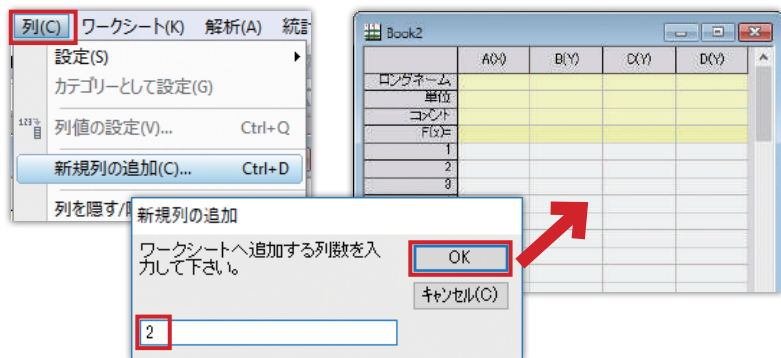 列(C) ワークシート(K) 解析(A)
設定(S)
カテゴリーとして設定(G)
列値の設定(V)... Ctrl+Q
新規列の追加(C)... Ctrl+D
列を隠す/
新規列の追加
ワークシートへ追加する列数を入
力して下さい。
OK
キャンセル(C)
2
Book2
A(X) B(Y) C(Y) D(Y)
ロングネーム
単位
コメント
F(x)=
1
2
3